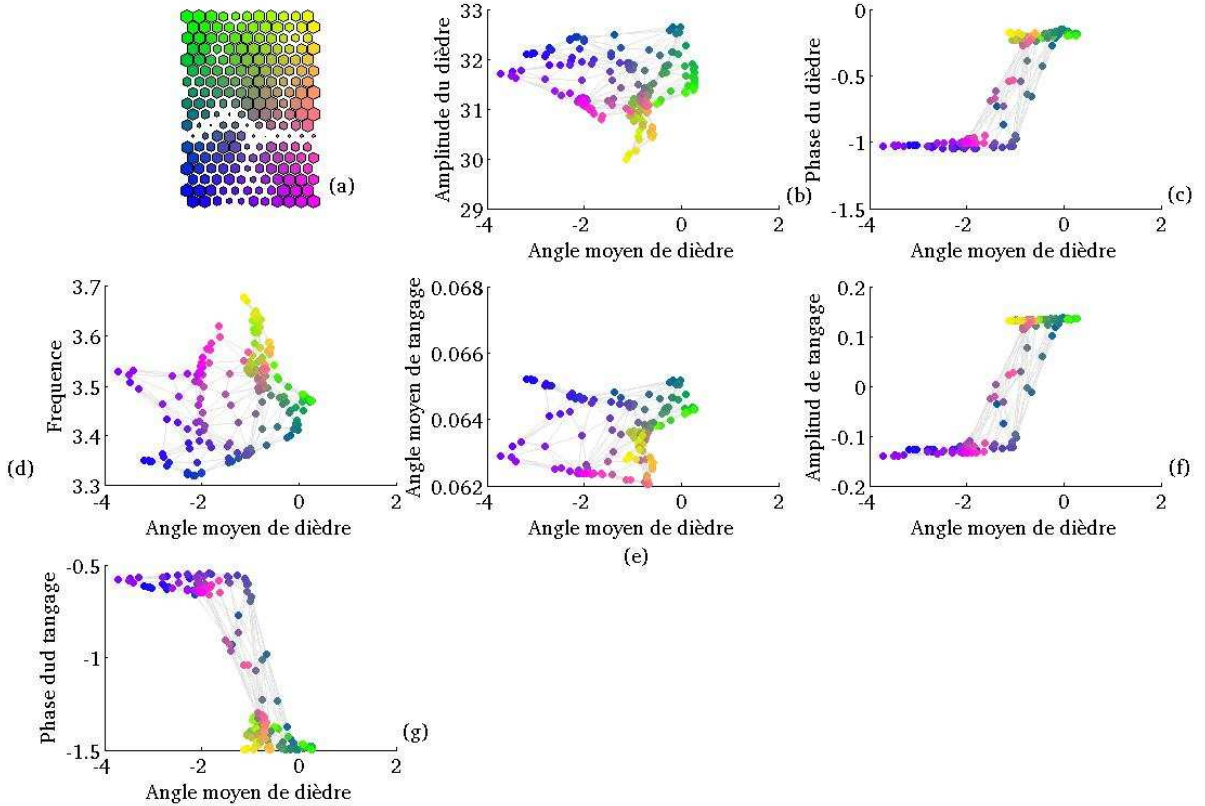 (a)
33
32
31
30
29
Amplitude du dièdre
-4
-2
0
2
Angle moyen de dièdre
(b)
0
-0.5
-1
-1.5
Phase du dièdre
-4
-2
0
2
Angle moyen de dièdre
(c)
3.7
3.6
3.5
3.4
3.3
Frequence
(d)
-4
-2
0
2
Angle moyen de dièdre
0.068
0.066
0.064
0.062
Angle moyen de tangage
-4
-2
0
2
Angle moyen de dièdre
(e)
0.2
0.1
0
-0.1
-0.2
Amplitud de tangage
-4
-2
0
2
Angle moyen de dièdre
(f)
-0.5
-1
-1.5
Phase dud tangage
-4
-2
0
2
Angle moyen de dièdre
(g)